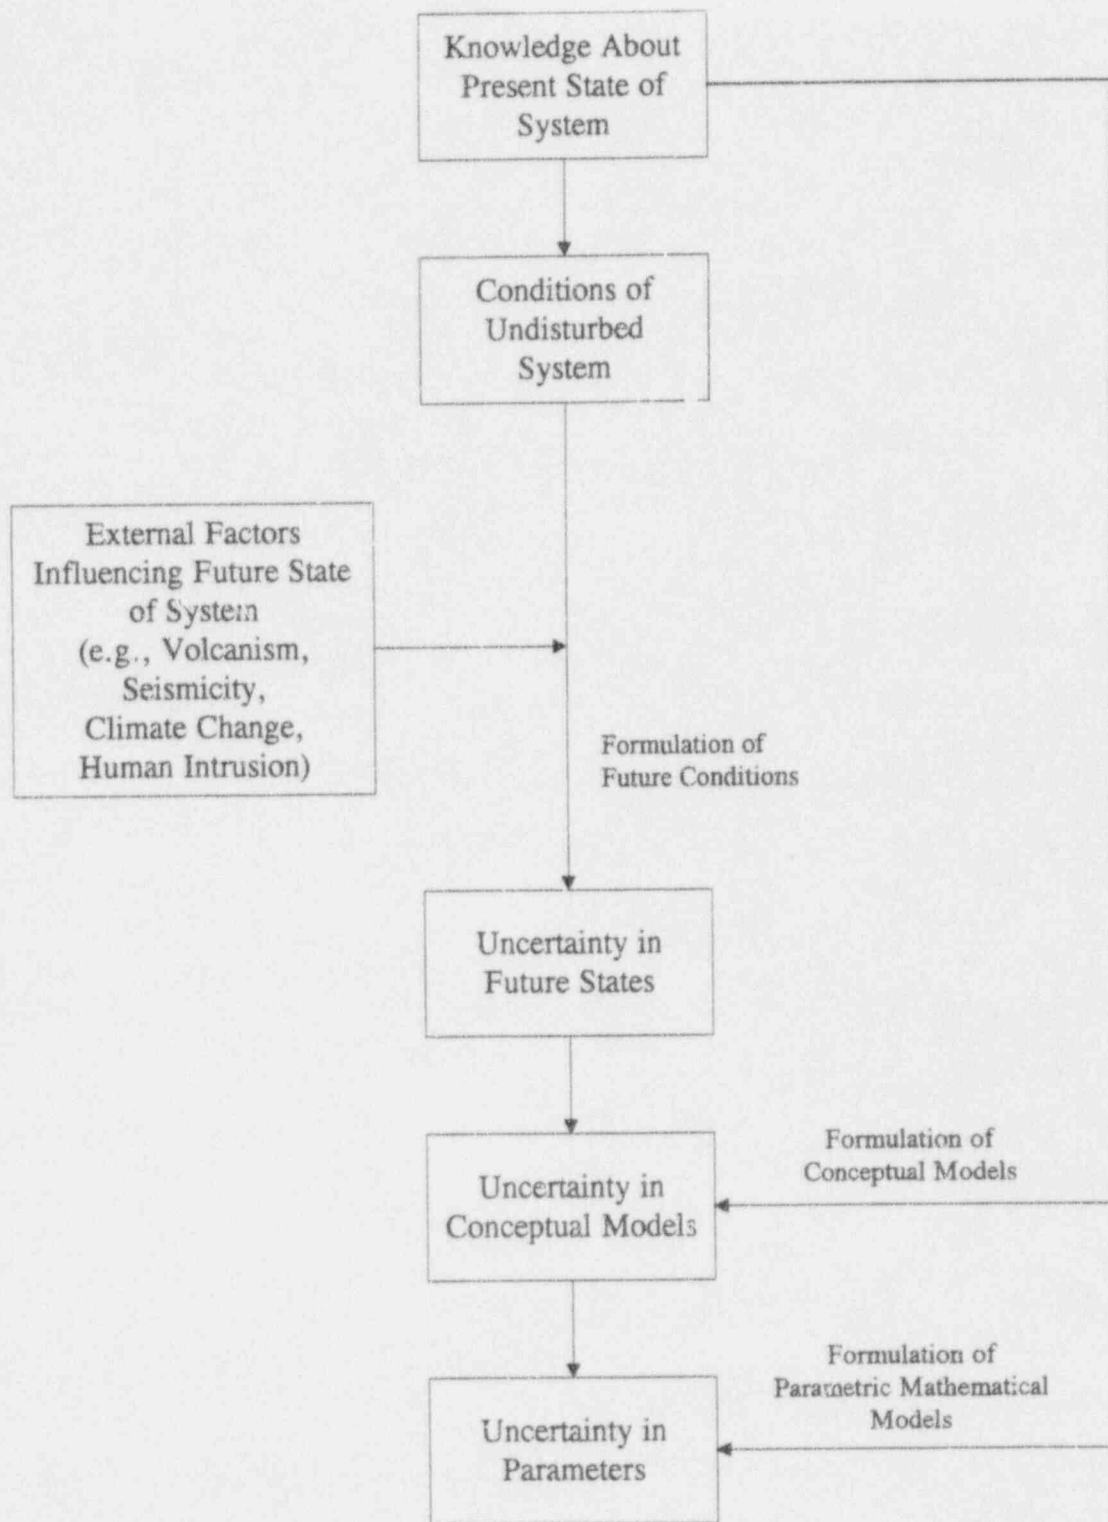 Knowledge About
Present State of
System
Conditions of
Undisturbed
System
External Factors
Influencing Future State
of System
(e.g., Volcanism,
Seismicity,
Climate Change,
Human Intrusion)
Formulation of
Future Conditions
Uncertainty in
Future States
Formulation of
Conceptual Models
Uncertainty in
Conceptual Models
Formulation of
Parametric Mathematical
Models
Uncertainty in
Parameters